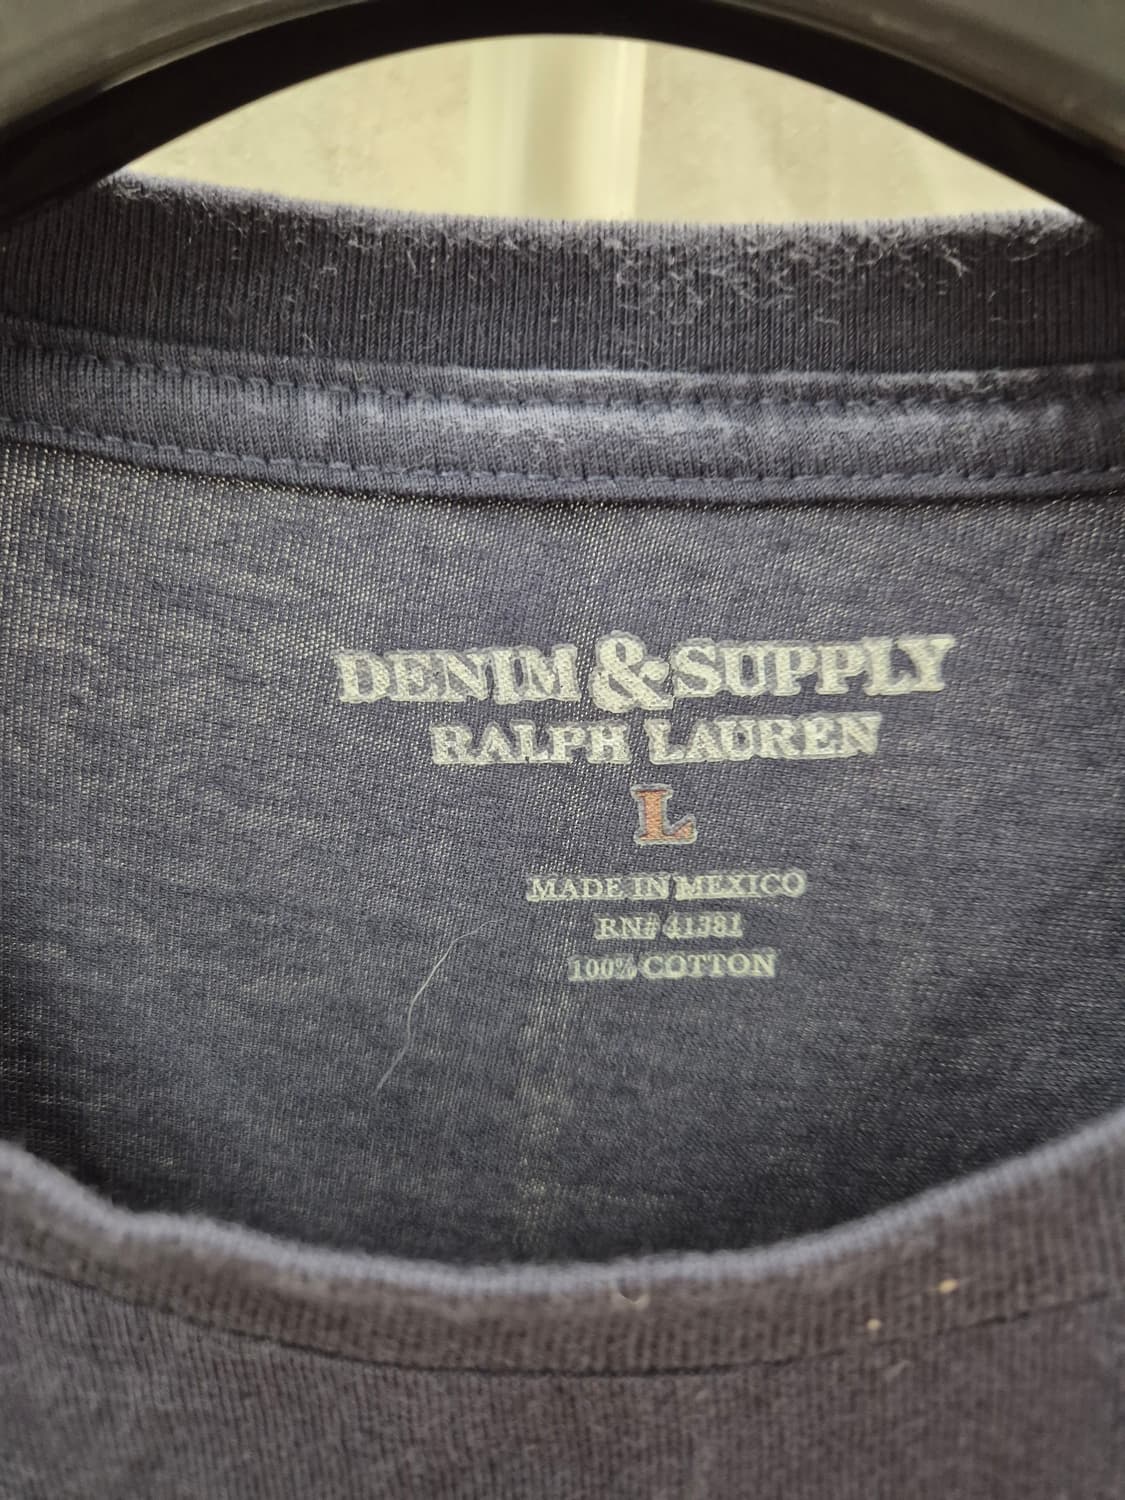 DENIM & SUPPLY
RALPH LAUREN
L
MADE IN MEXICO
RN# 41381
100% COTTON